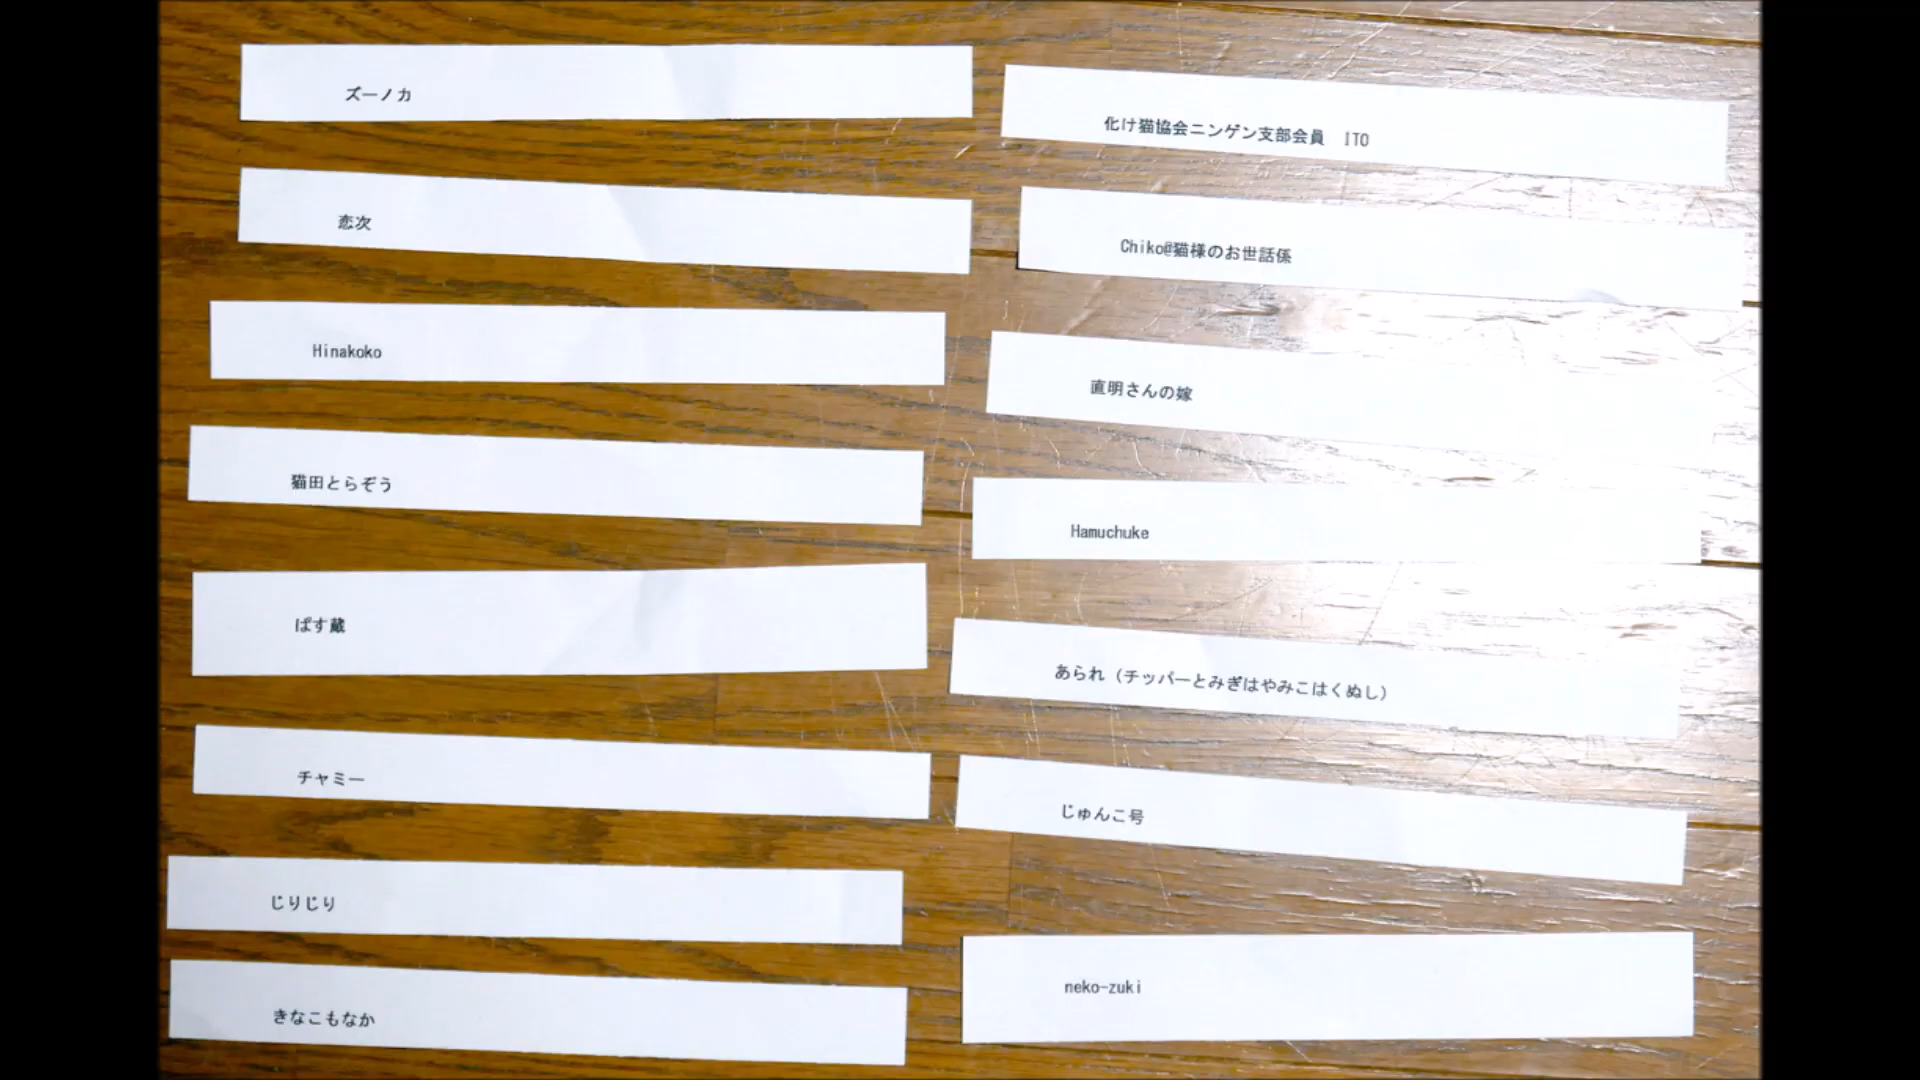 ズーノカ
恋次
Hinakoko
猫田とらぞう
ぱす蔵
チャミー
じりじり
きなこもなか
化け猫協会ニンゲン支部会員　ITO
Chiko@猫様のお世話係
直明さんの嫁
Hamuchuke
あられ（チッパーとみぎはやみこはくぬし）
じゅんこ号
neko-zuki